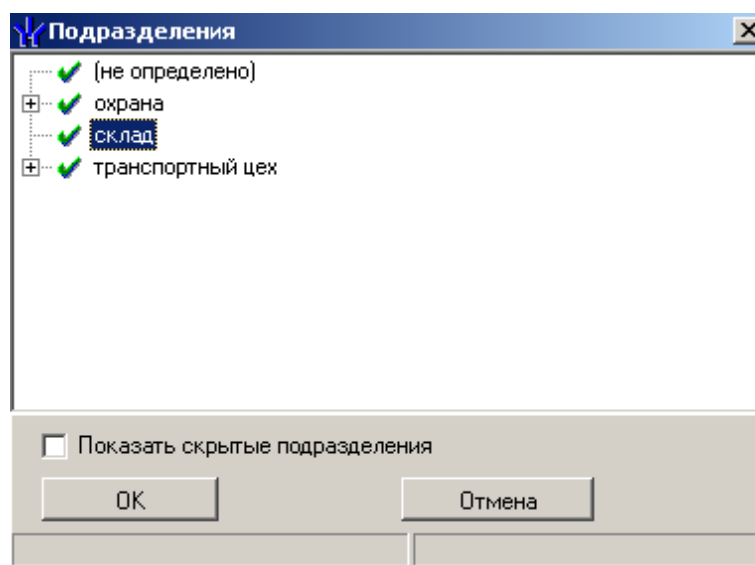 Подразделения
(не определено)
охрана
склад
транспортный цех
Показать скрытые подразделения
OK
Отмена